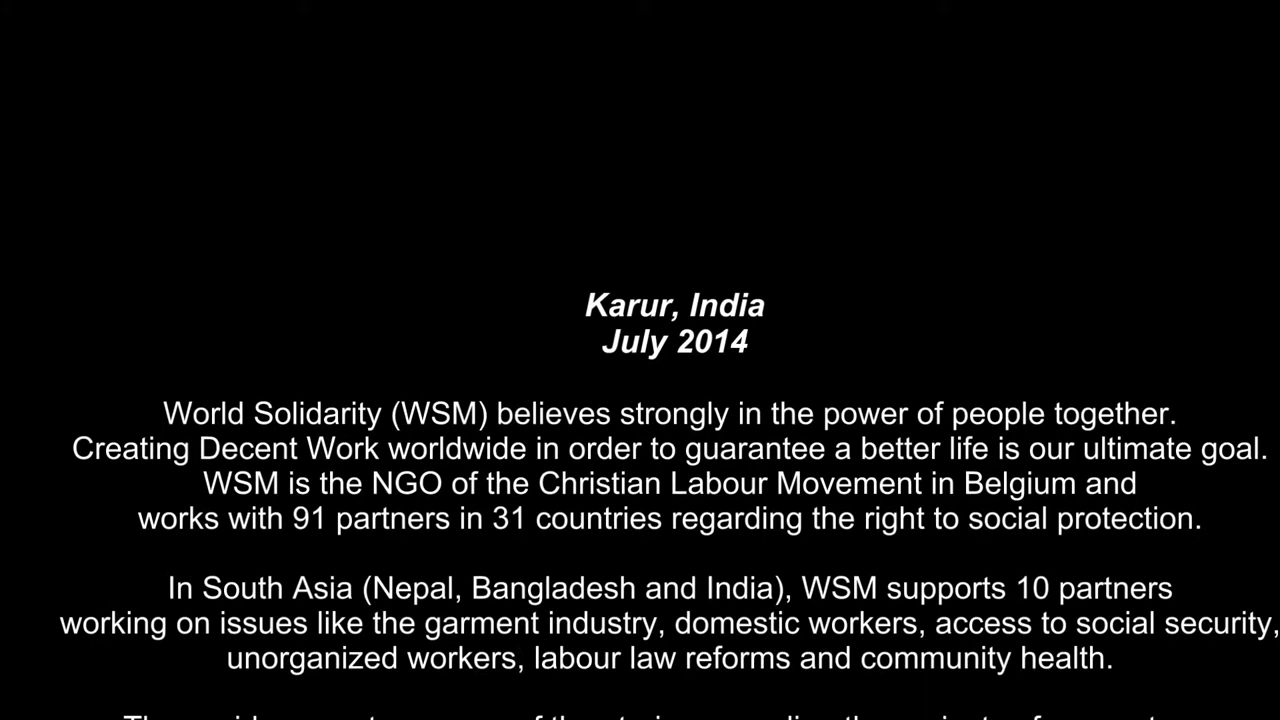 Karur, India
July 2014
World Solidarity (WSM) believes strongly in the power of people together.
Creating Decent Work worldwide in order to guarantee a better life is our ultimate goal.
WSM is the NGO of the Christian Labour Movement in Belgium and
works with 91 partners in 31 countries regarding the right to social protection.
In South Asia (Nepal, Bangladesh and India), WSM supports 10 partners
working on issues like the garment industry, domestic workers, access to social security,
unorganized workers, labour law reforms and community health.